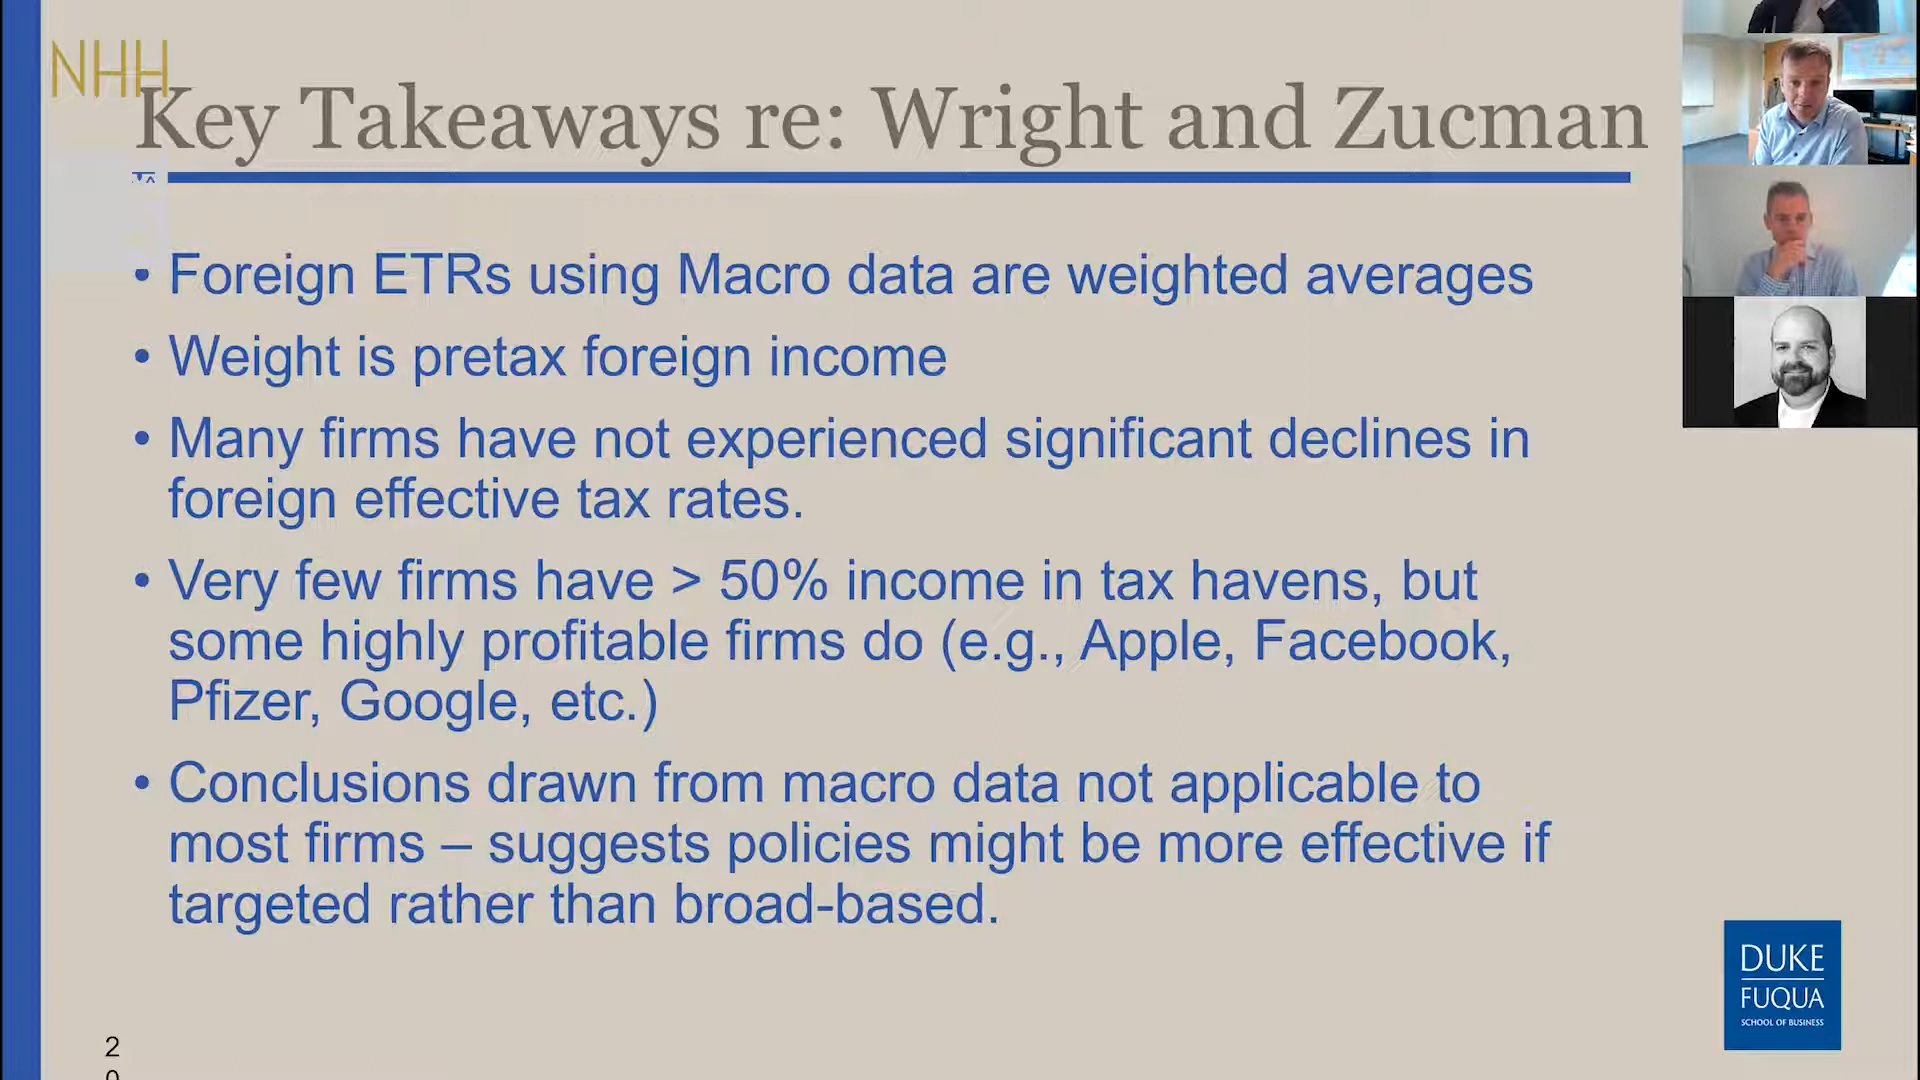 NHH
Key Takeaways re: Wright and Zucman
• Foreign ETRs using Macro data are weighted averages
• Weight is pretax foreign income
• Many firms have not experienced significant declines in
foreign effective tax rates.
• Very few firms have > 50% income in tax havens, but
some highly profitable firms do (e.g., Apple, Facebook,
Pfizer, Google, etc.)
• Conclusions drawn from macro data not applicable to
most firms – suggests policies might be more effective if
targeted rather than broad-based.
DUKE
FUQUA
SCHOOL OF BUSINESS
2
0